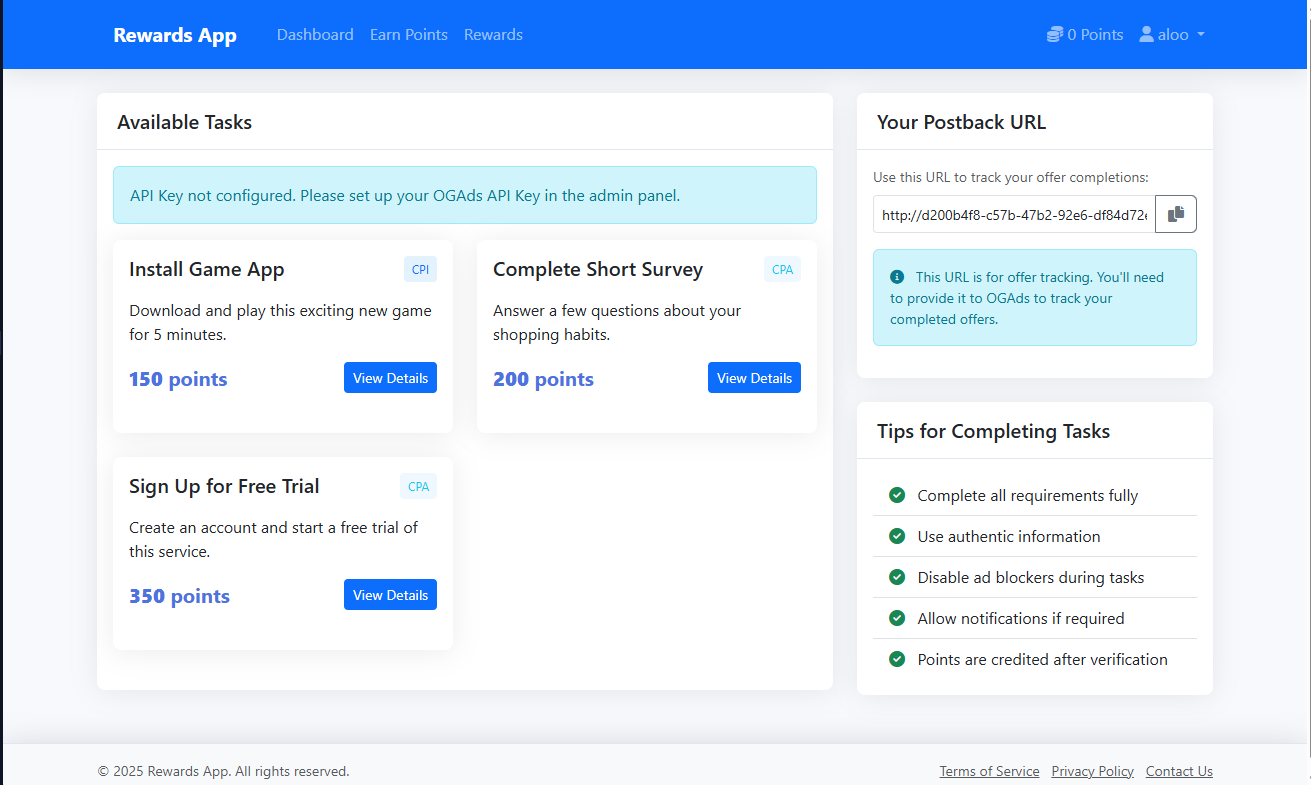 Rewards App
Dashboard
Earn Points
Rewards
0 Points
aloo
Available Tasks
API Key not configured. Please set up your OGAds API Key in the admin panel.
Install Game App
CPI
Download and play this exciting new game
for 5 minutes.
150 points
View Details
Complete Short Survey
CPA
Answer a few questions about your
shopping habits.
200 points
View Details
Sign Up for Free Trial
CPA
Create an account and start a free trial of
this service.
350 points
View Details
Your Postback URL
Use this URL to track your offer completions:
http://d200b4f8-c57b-47b2-92e6-df84d72
This URL is for offer tracking. You'll need
to provide it to OGAds to track your
completed offers.
Tips for Completing Tasks
Complete all requirements fully
Use authentic information
Disable ad blockers during tasks
Allow notifications if required
Points are credited after verification
© 2025 Rewards App. All rights reserved.
Terms of Service
Privacy Policy
Contact Us